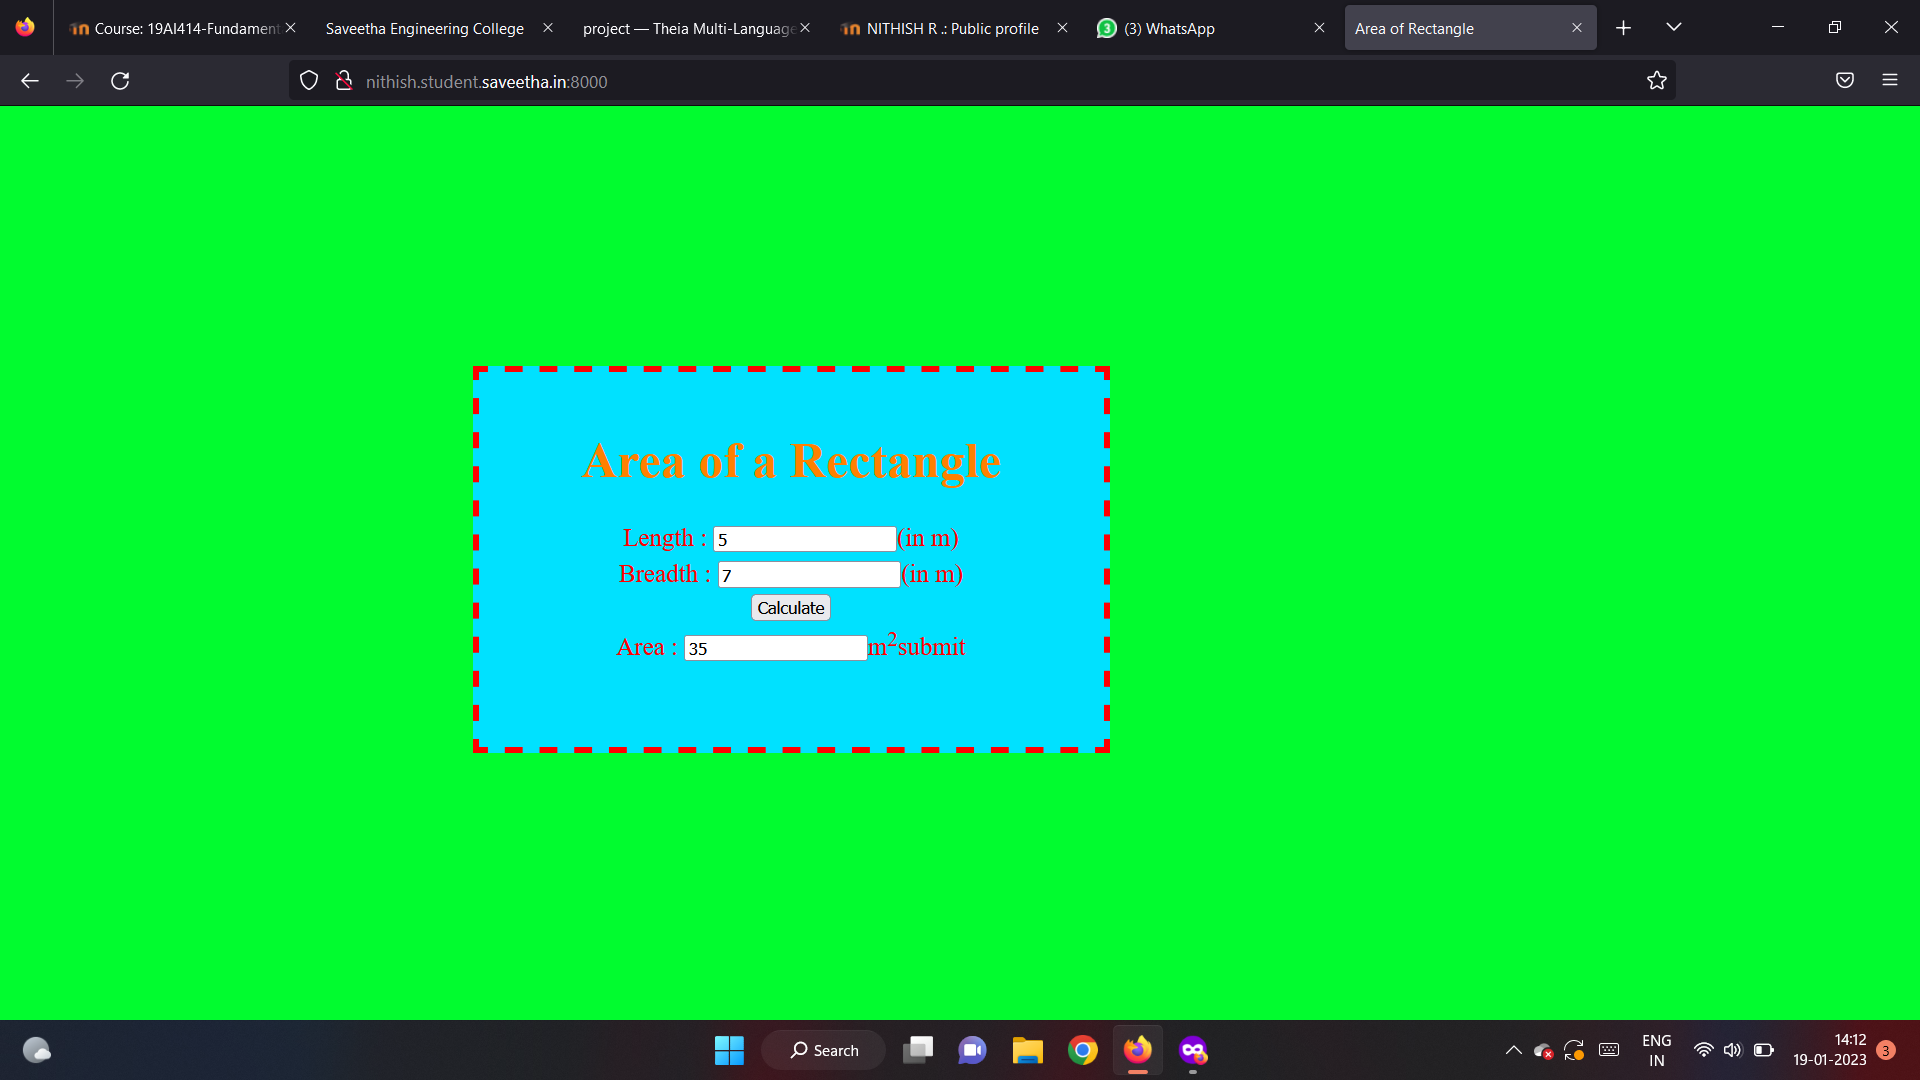 Course: 19AI414-Fundament
Saveetha Engineering College
project — Theia Multi-Language
NITHISH R .: Public profile
(3) WhatsApp
Area of Rectangle
nithish.student.saveetha.in:8000
Area of a Rectangle
Length : 5 (in m)
Breadth : 7 (in m)
Calculate
Area : 35 m²submit
Search
ENG
IN
14:12
19-01-2023
3